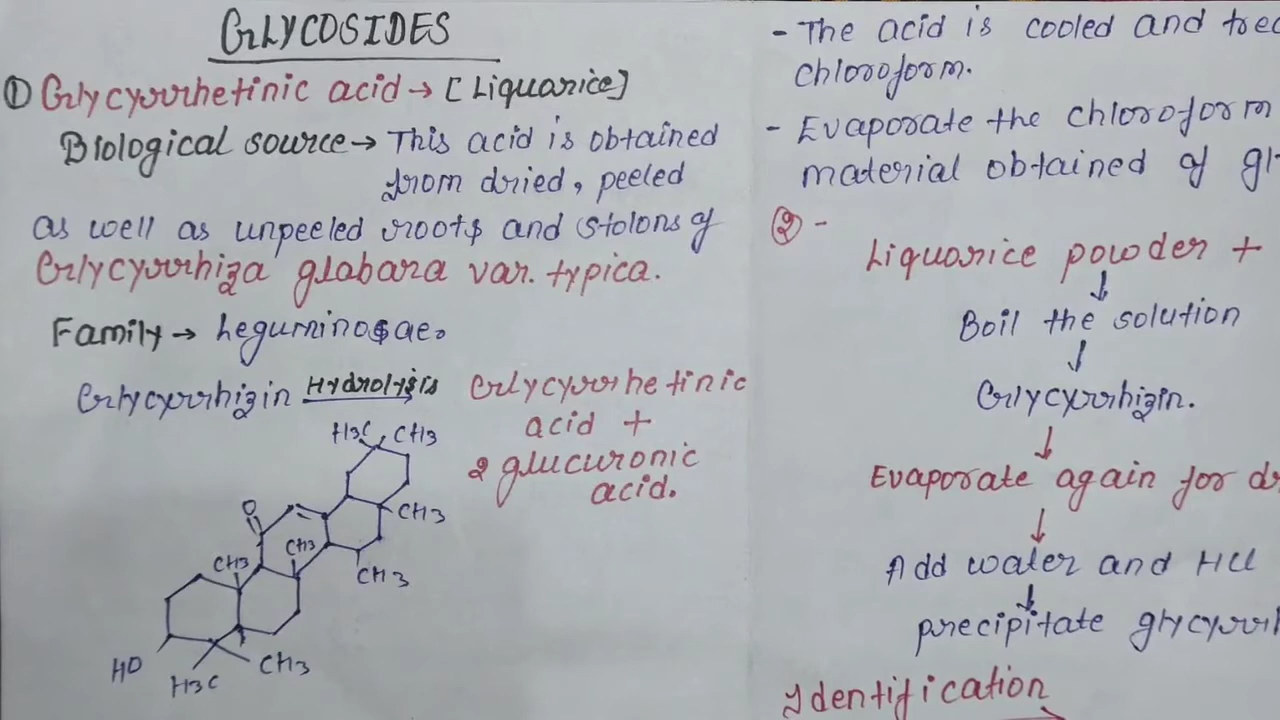 GLYCOSIDES
① Glycyrrhetinic acid → [Liquarice]
Biological source → This acid is obtained
from dried, peeled
as well as unpeeled roots and stolons of
Glycyrrhiza glabara var. typica.
Family → Leguminosae.
Glycyrrhizin Hydrolysis Glycyrrhetinic
acid +
2 glucuronic
acid.
H3C CH3
O
CH3
CH3
CH3
CH3
HO
CH3
H3C
- The acid is cooled and
chloroform.
- Evaporate the chloroform
material obtained of
② -
Liquarice powder +
↓
Boil the solution
↓
Glycyrrhizin.
↓
Evaporate again for
↓
Add water and HCl
↓
precipitate
Identification